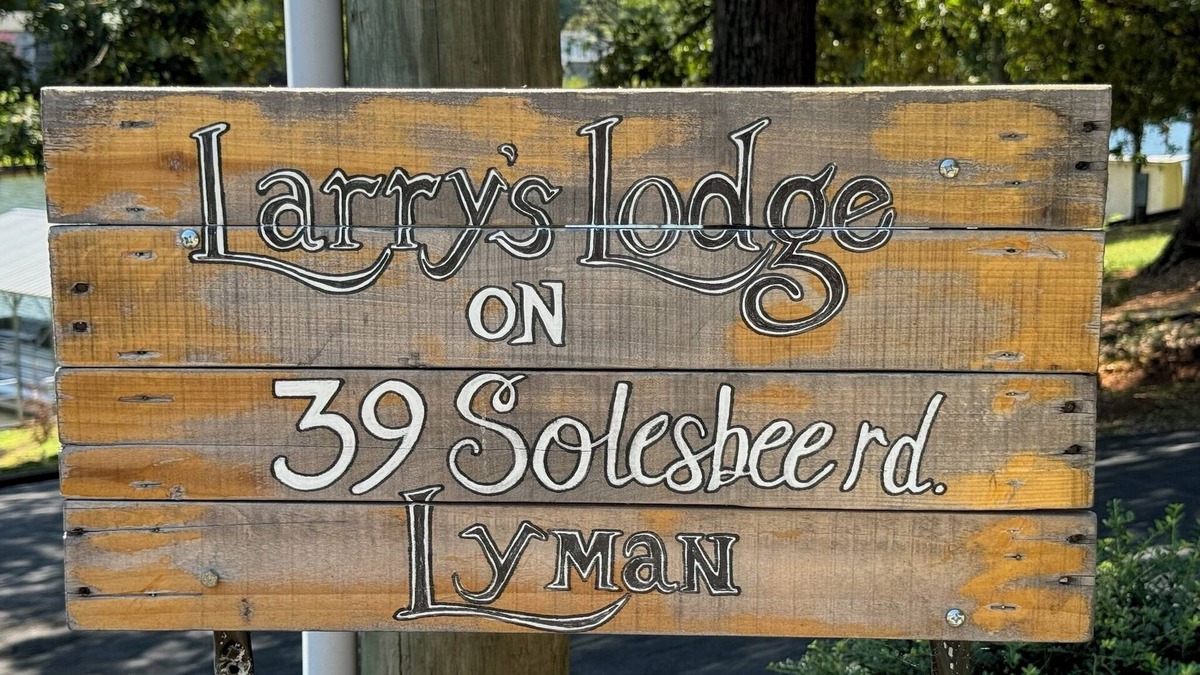 Larry's Lodge
ON
39 Solesbee rd.
Lyman